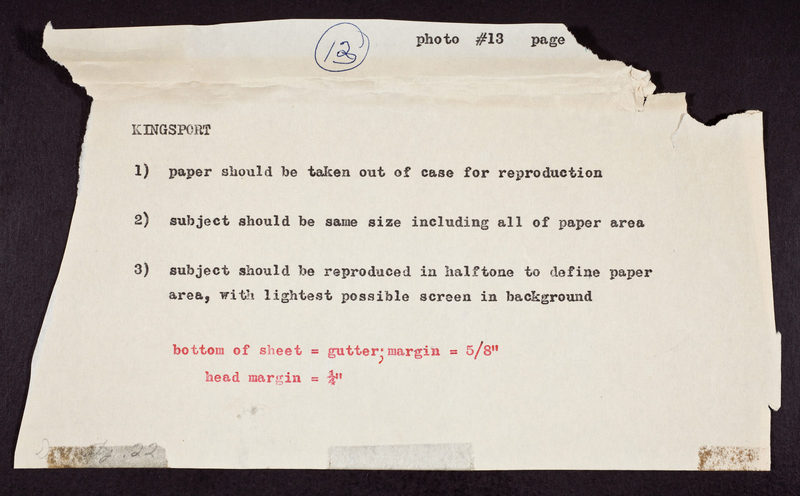 12
photo #13 page
KINGSPORT
1) paper should be taken out of case for reproduction
2) subject should be same size including all of paper area
3) subject should be reproduced in halftone to define paper
area, with lightest possible screen in background
bottom of sheet = gutter; margin = 5/8"
head margin = ¼"
22